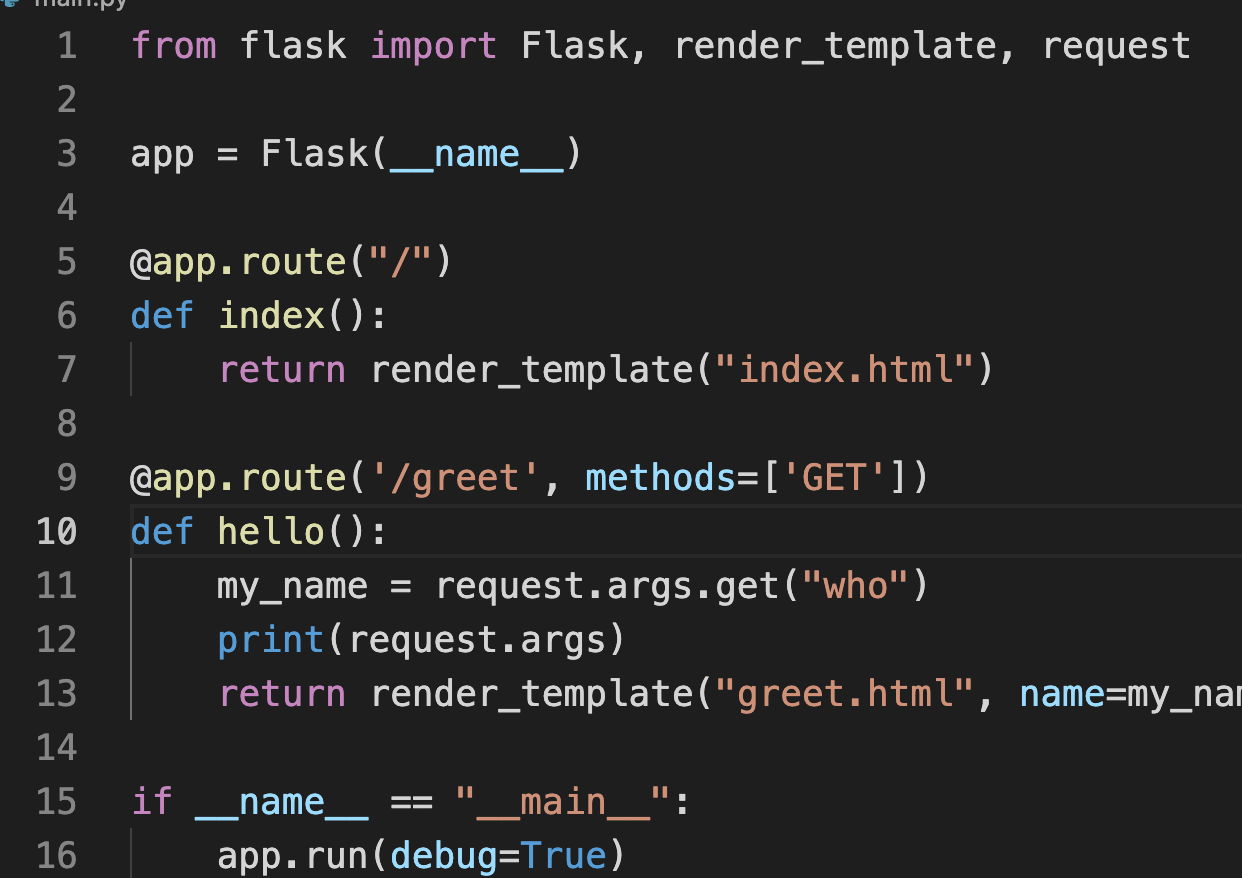 main.py
1 from flask import Flask, render_template, request
2
3 app = Flask(__name__)
4
5 @app.route("/")
6 def index():
7     return render_template("index.html")
8
9 @app.route('/greet', methods=['GET'])
10 def hello():
11     my_name = request.args.get("who")
12     print(request.args)
13     return render_template("greet.html", name=my_nam
14
15 if __name__ == "__main__":
16     app.run(debug=True)